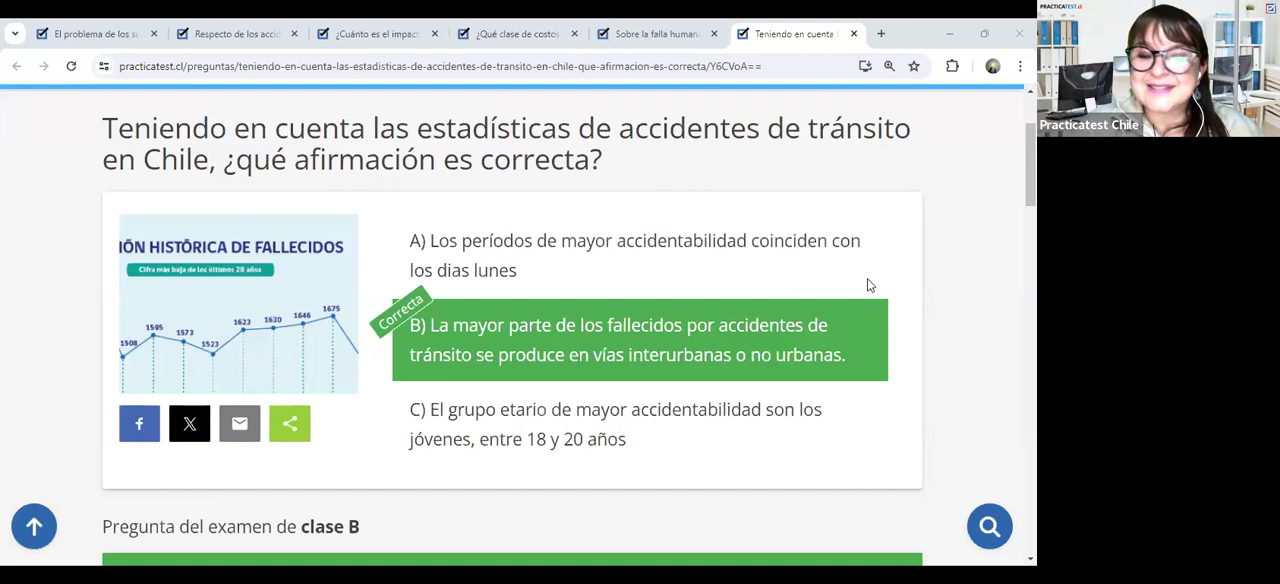 El problema de los si
Respecto de los accid
¿Cuánto es el impact
¿Qué clase de costos
Sobre la falla human
Teniendo en cuenta l
practicatest.cl/preguntas/teniendo-en-cuenta-las-estadisticas-de-accidentes-de-transito-en-chile-que-afirmacion-es-correcta/Y6CVoA==
PRACTICATEST.cl
Practicatest Chile
Teniendo en cuenta las estadísticas de accidentes de tránsito
en Chile, ¿qué afirmación es correcta?
IÓN HISTÓRICA DE FALLECIDOS
Cifra más baja de los últimos 28 años
1508
1595
1573
1523
1623
1620
1646
1675
A) Los períodos de mayor accidentabilidad coinciden con
los dias lunes
Correcta
B) La mayor parte de los fallecidos por accidentes de
tránsito se produce en vías interurbanas o no urbanas.
C) El grupo etario de mayor accidentabilidad son los
jóvenes, entre 18 y 20 años
Pregunta del examen de clase B